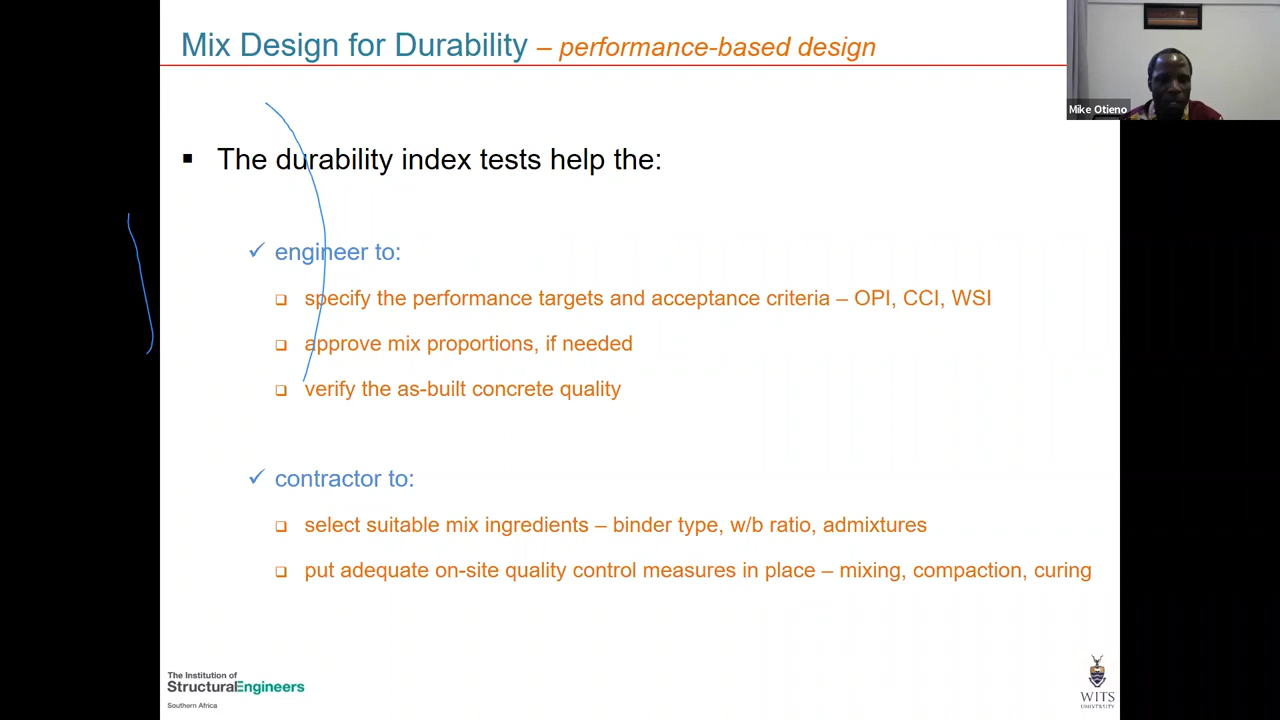 Mix Design for Durability – performance-based design
Mike Otieno
▪ The durability index tests help the:
✓ engineer to:
❑ specify the performance targets and acceptance criteria – OPI, CCI, WSI
❑ approve mix proportions, if needed
❑ verify the as-built concrete quality
✓ contractor to:
❑ select suitable mix ingredients – binder type, w/b ratio, admixtures
❑ put adequate on-site quality control measures in place – mixing, compaction, curing
The Institution of
StructuralEngineers
Southern Africa
WITS
UNIVERSITY